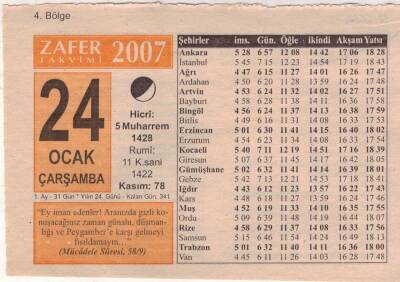 4. Bölge
ZAFER
TAKVİMİ
2007
24
OCAK
ÇARŞAMBA
Hicrî:
5 Muharrem
1428
Rumî:
11 K.sani
1422
Kasım: 78
1. Ay - 31 Gün * Yılın 24. Günü - Kalan Gün: 341
"Ey iman edenler! Aranızda gizli ko-
nuşacağınız zaman günahı, düşman-
lığı ve Peygamber'e karşı gelmeyi
fısıldamayın..."
(Mücâdele Sûresi, 58/9)
Şehirler ims. Gün. Öğle ikindi Akşam Yatsı
Ankara 5 28 6 57 12 08 14 42 17 06 18 28
İstanbul 5 45 7 15 12 23 14 54 17 19 18 43
Ağrı 4 47 6 15 11 27 14 01 16 26 17 47
Ardahan 4 50 6 20 11 28 13 59 16 24 17 48
Artvin 4 53 6 24 11 32 14 02 16 27 17 51
Bayburt 4 58 6 28 11 38 14 11 16 36 17 58
Bingöl 4 56 6 24 11 37 14 13 16 38 17 59
Bitlis 4 49 6 16 11 31 14 08 16 33 17 53
Erzincan 5 01 6 30 11 41 14 15 16 40 18 02
Erzurum 4 54 6 23 11 34 14 08 16 33 17 55
Kocaeli 5 40 7 11 12 19 14 51 17 16 18 39
Giresun 5 07 6 37 11 45 14 17 16 42 18 05
Gümüşhane 5 02 6 32 11 41 14 14 16 39 18 01
Gebze 5 42 7 13 12 21 14 53 17 18 18 41
Iğdır 4 43 6 12 11 23 13 57 16 22 17 43
Kars 4 48 6 18 11 27 13 59 16 24 17 46
Muş 4 52 6 19 11 33 14 10 16 35 17 55
Ordu 5 09 6 39 11 48 14 19 16 44 18 07
Rize 4 58 6 29 11 37 14 08 16 33 17 56
Samsun 5 15 6 46 11 54 14 24 16 49 18 13
Trabzon 5 01 6 32 11 40 14 11 16 36 18 00
Van 4 45 6 11 11 26 14 03 16 28 17 48